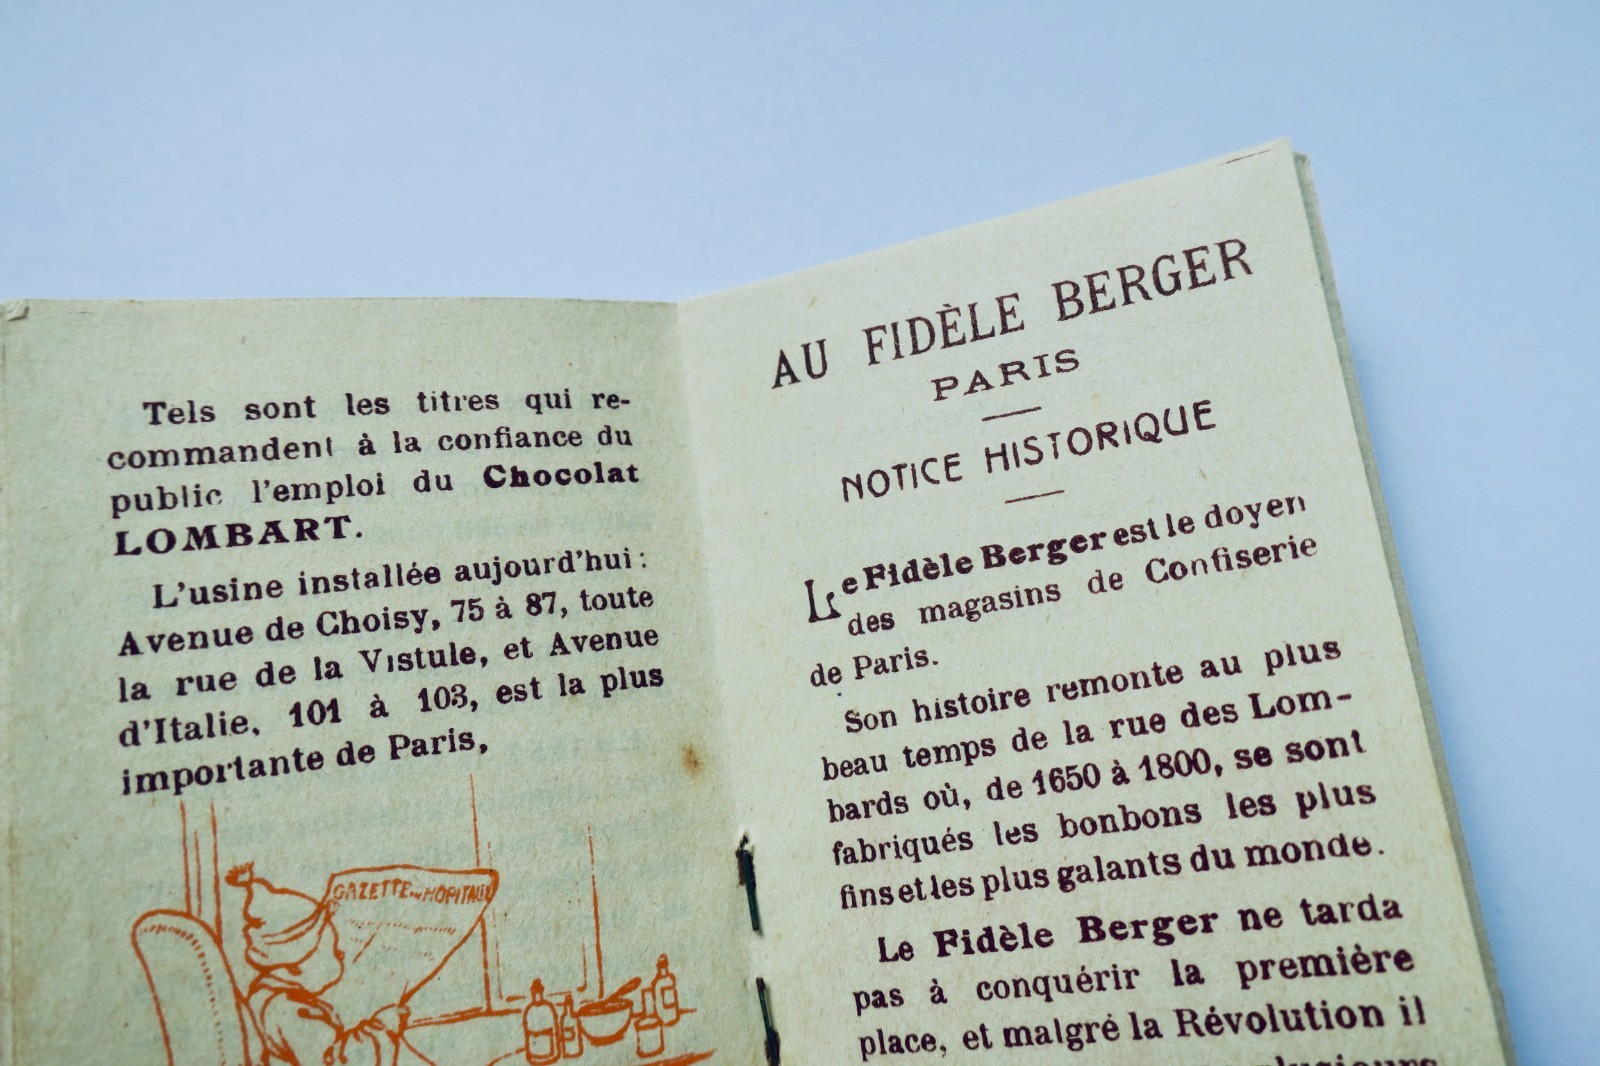 Tels sont les titres qui re-
commandent à la confiance du
public l'emploi du Chocolat
LOMBART.
L'usine installée aujourd'hui :
Avenue de Choisy, 75 à 87, toute
la rue de la Vistule, et Avenue
d'Italie, 101 à 103, est la plus
importante de Paris,
GAZETTE HOPITAUX
AU FIDÈLE BERGER
PARIS
NOTICE HISTORIQUE
Le Fidèle Berger est le doyen
des magasins de Confiserie
de Paris.
Son histoire remonte au plus
beau temps de la rue des Lom-
bards où, de 1650 à 1800, se sont
fabriqués les bonbons les plus
fins et les plus galants du monde.
Le Fidèle Berger ne tarda
pas à conquérir la première
place, et malgré la Révolution il
plusieurs